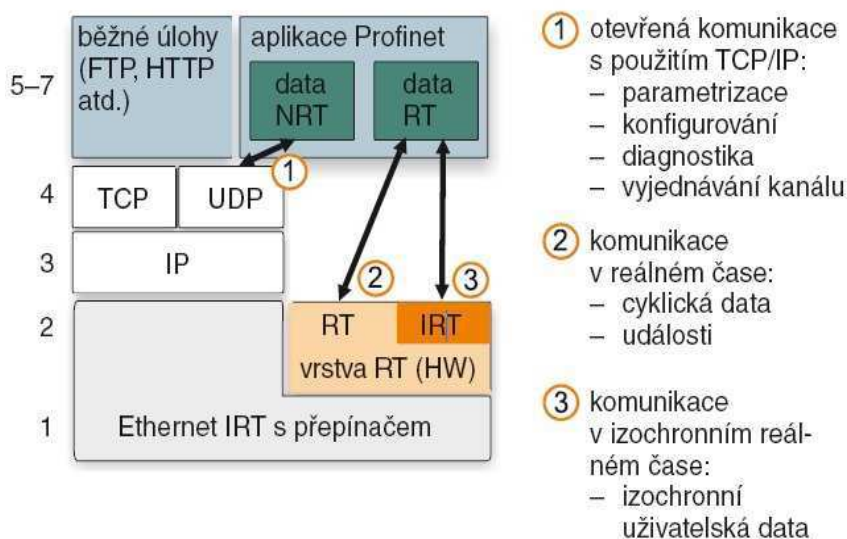 běžné úlohy
(FTP, HTTP
atd.)
aplikace Profinet
data
NRT
data
RT
5–7
1
4
TCP
UDP
3
IP
2
3
2
RT
IRT
vrstva RT (HW)
1
Ethernet IRT s přepínačem
1 otevřená komunikace
s použitím TCP/IP:
– parametrizace
– konfigurování
– diagnostika
– vyjednávání kanálu
2 komunikace
v reálném čase:
– cyklická data
– události
3 komunikace
v izochronním reál-
ném čase:
– izochronní
uživatelská data